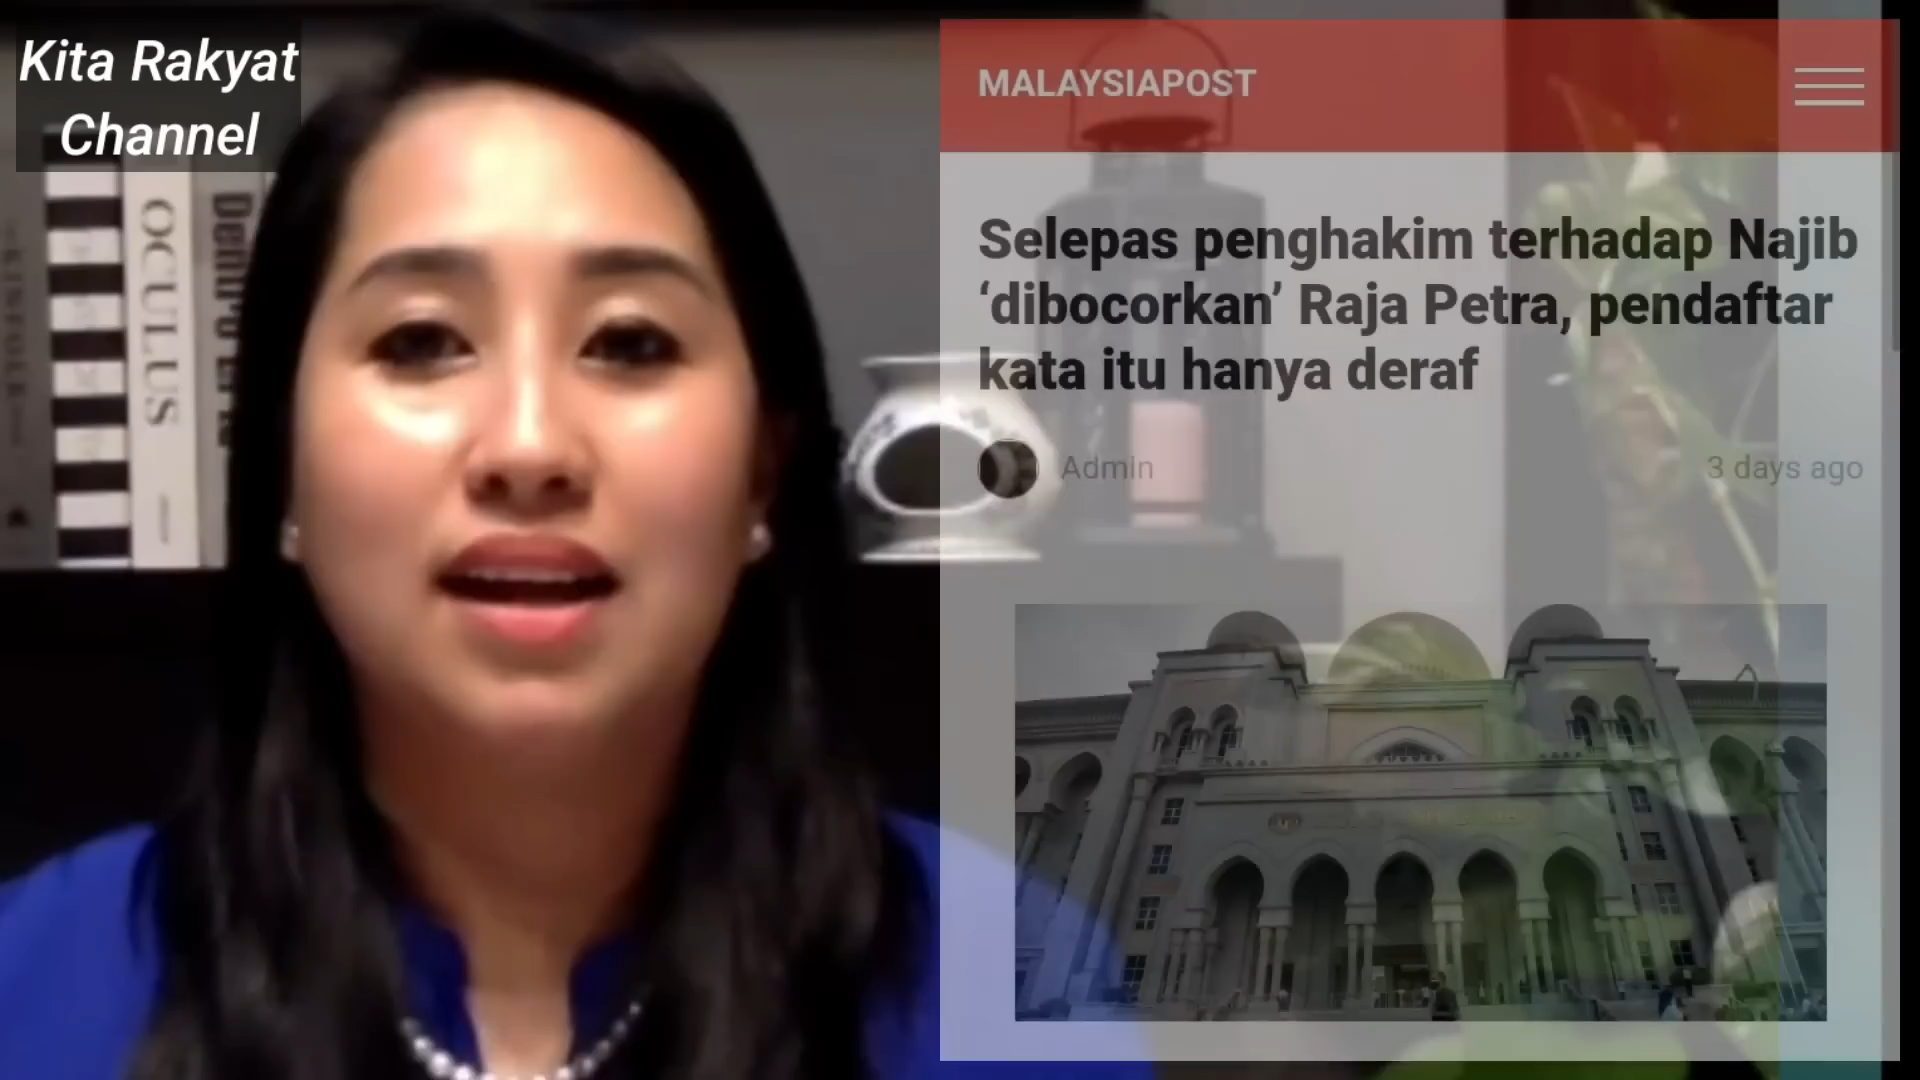 Kita Rakyat
Channel
OCULUS
MALAYSIAPOST
Selepas penghakim terhadap Najib
‘dibocorkan’ Raja Petra, pendaftar
kata itu hanya deraf
Admin
3 days ago